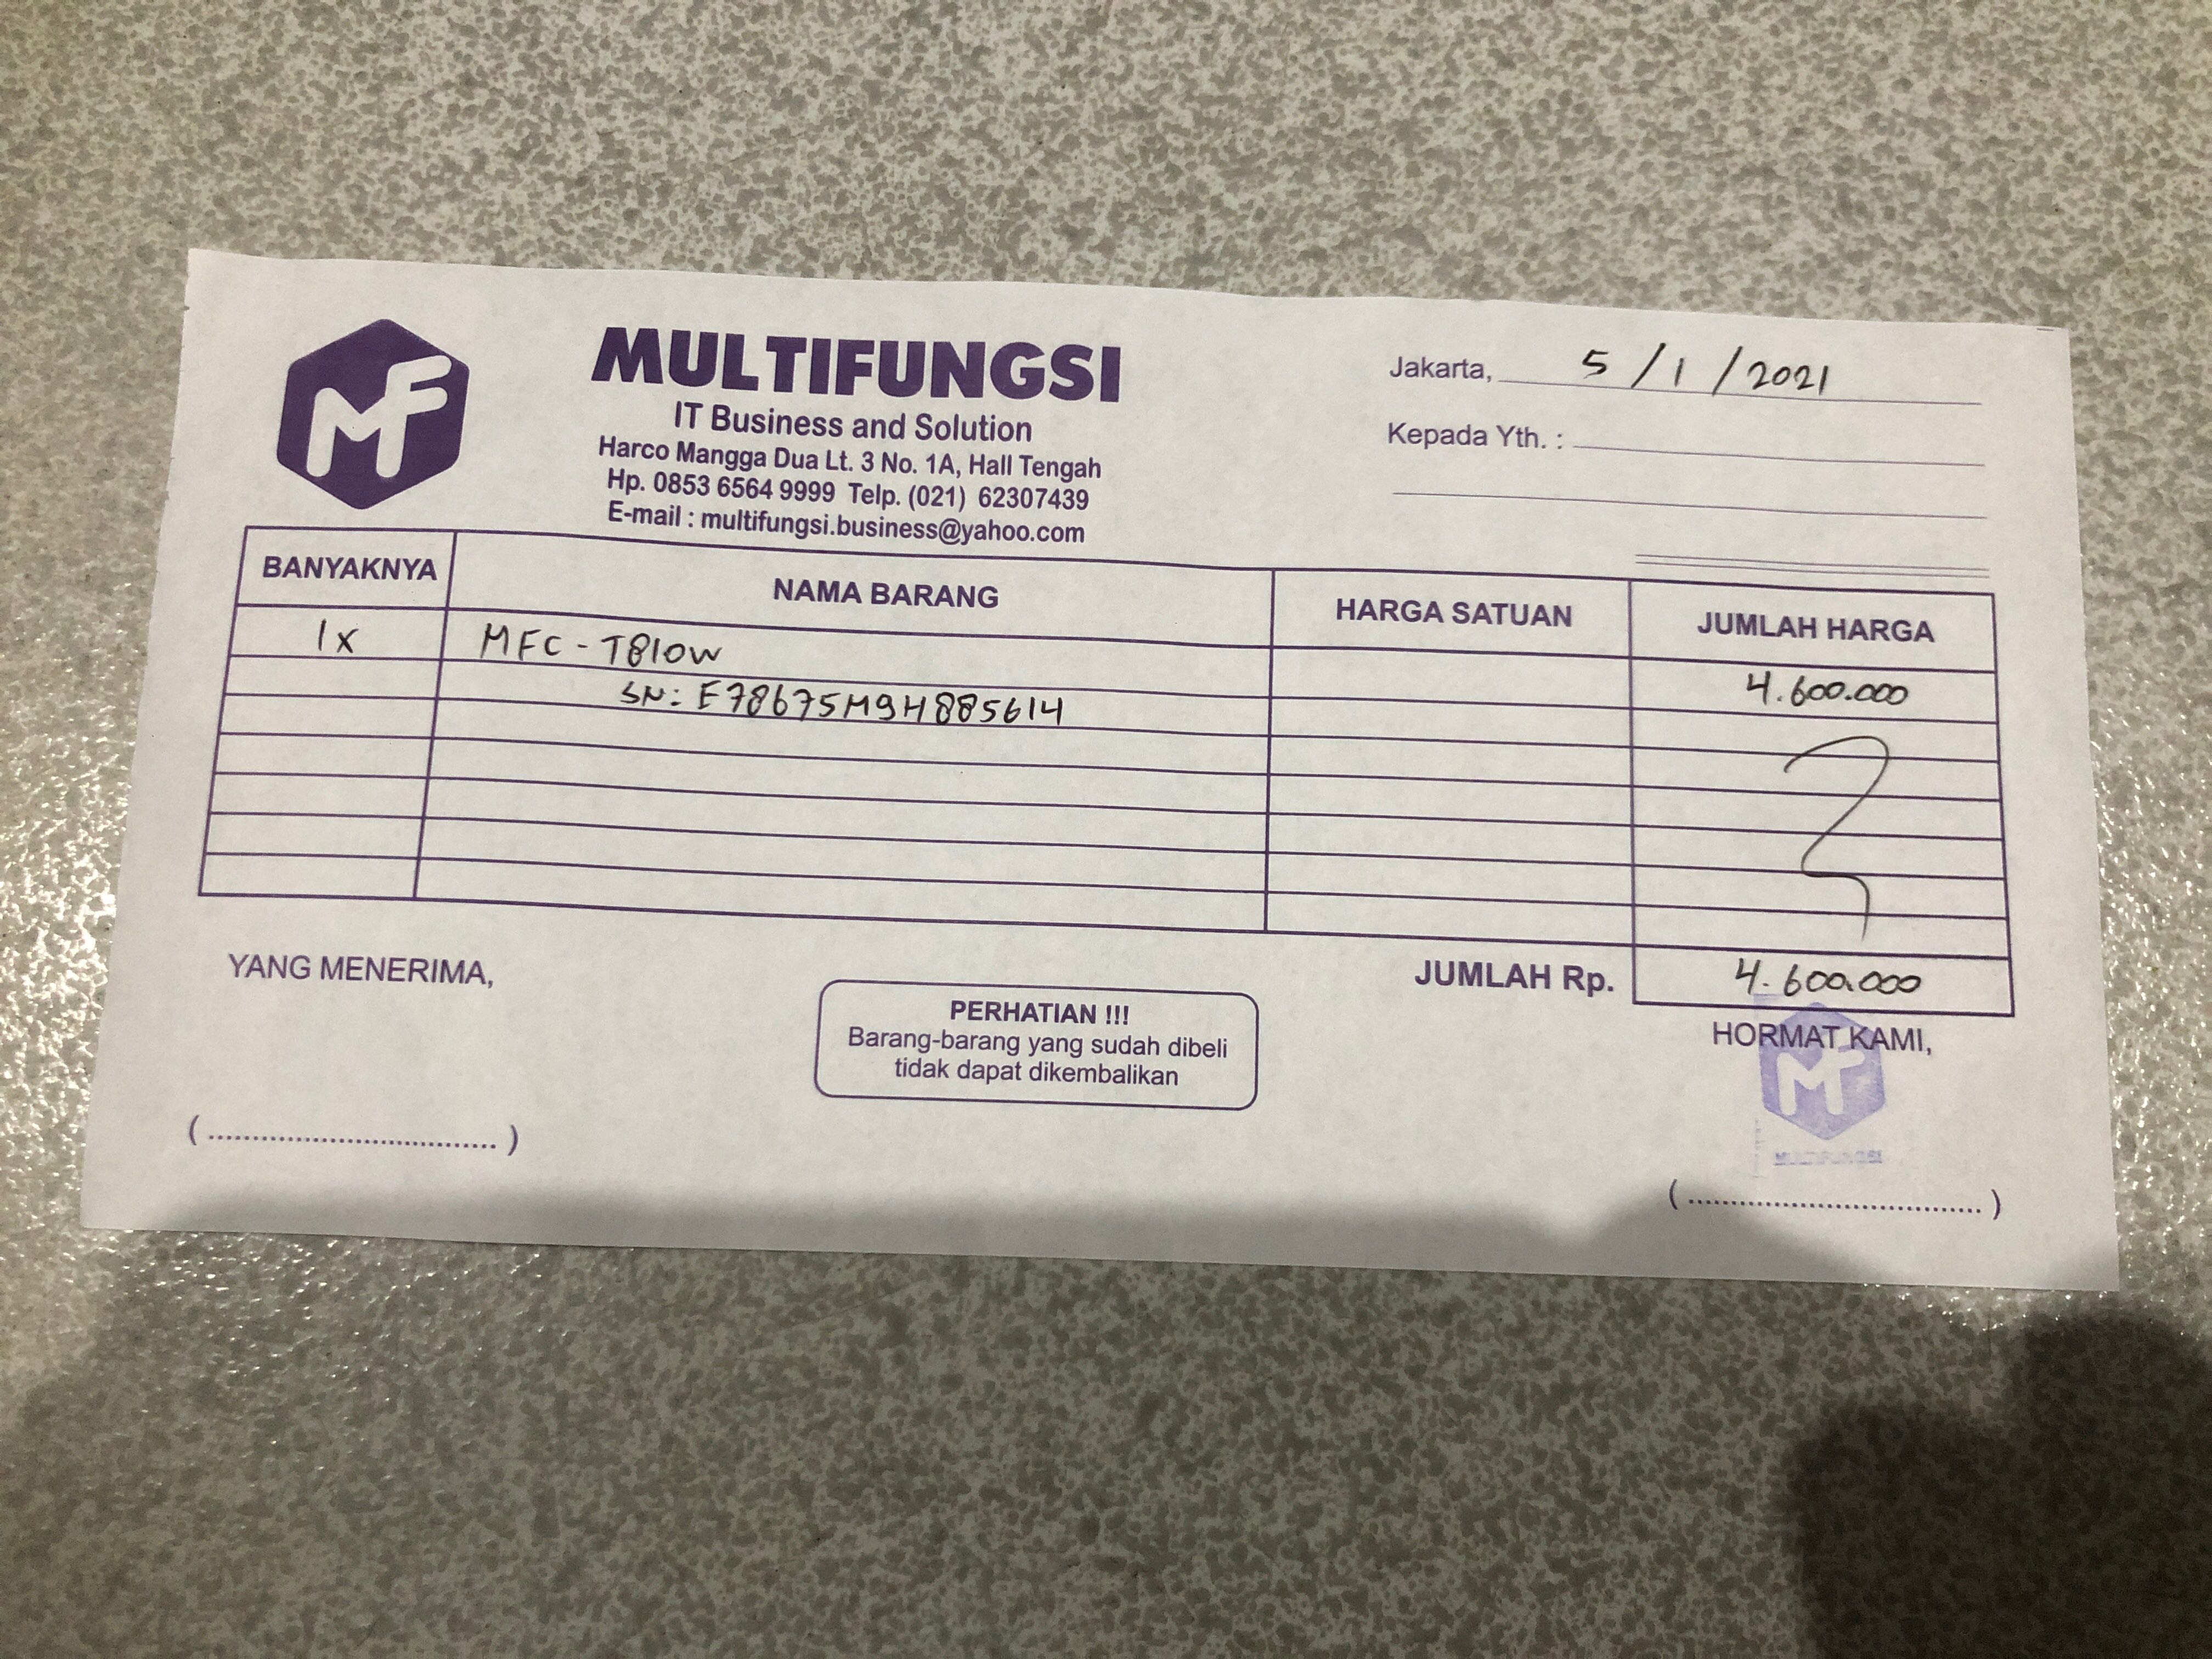 MF
MULTIFUNGSI
IT Business and Solution
Harco Mangga Dua Lt. 3 No. 1A, Hall Tengah
Hp. 0853 6564 9999 Telp. (021) 62307439
E-mail : multifungsi.business@yahoo.com
Jakarta, 5/1/2021
Kepada Yth. :
BANYAKNYA NAMA BARANG HARGA SATUAN JUMLAH HARGA
1X MFC-T810W 4.600.000
SN: E78675M9H885614
JUMLAH Rp. 4.600.000
YANG MENERIMA,
PERHATIAN !!!
Barang-barang yang sudah dibeli
tidak dapat dikembalikan
HORMAT KAMI,
MF
MULTIFUNGSI
(................................)
(................................)